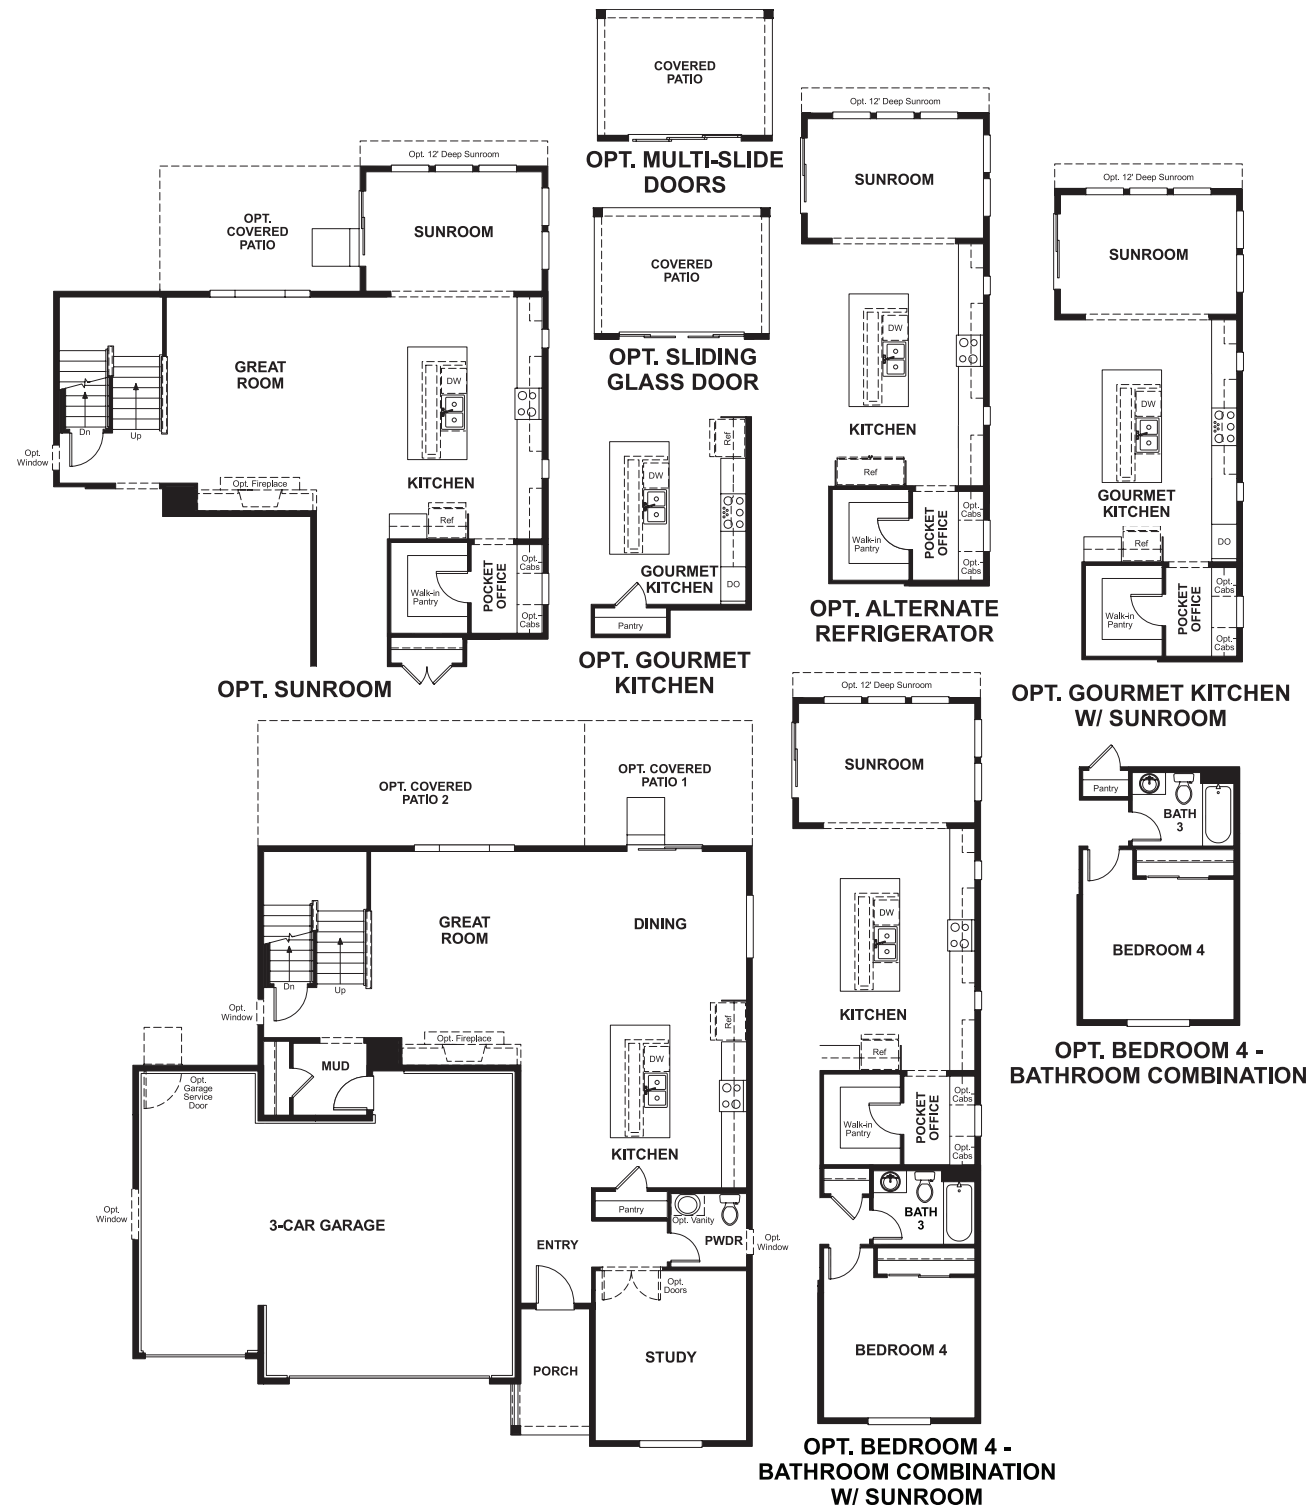 COVERED
PATIO
OPT. MULTI-SLIDE
DOORS
Opt. 12' Deep Sunroom
OPT.
COVERED
PATIO
SUNROOM
GREAT
ROOM
DW
Dn
Up
Opt.
Window
Opt. Fireplace
KITCHEN
Ref
Walk-in
Pantry
POCKET
OFFICE
Opt.
Cabs
Opt.
Cabs
OPT. SUNROOM
COVERED
PATIO
OPT. SLIDING
GLASS DOOR
Ref
DW
GOURMET
KITCHEN
DO
Pantry
OPT. GOURMET
KITCHEN
Opt. 12' Deep Sunroom
SUNROOM
DW
KITCHEN
Ref
Walk-in
Pantry
POCKET
OFFICE
Opt.
Cabs
Opt.
Cabs
OPT. ALTERNATE
REFRIGERATOR
Opt. 12' Deep Sunroom
SUNROOM
DW
GOURMET
KITCHEN
Ref
DO
Walk-in
Pantry
POCKET
OFFICE
Opt.
Cabs
Opt.
Cabs
OPT. GOURMET KITCHEN
W/ SUNROOM
OPT. COVERED
PATIO 2
OPT. COVERED
PATIO 1
GREAT
ROOM
DINING
Dn
Up
Opt.
Window
Opt. Fireplace
MUD
Ref
DW
KITCHEN
Opt.
Garage
Service
Door
Opt.
Window
3-CAR GARAGE
Pantry
Opt. Vanity
PWDR
Opt.
Window
ENTRY
Opt.
Doors
PORCH
STUDY
Opt. 12' Deep Sunroom
SUNROOM
DW
KITCHEN
Ref
Walk-in
Pantry
POCKET
OFFICE
Opt.
Cabs
Opt.
Cabs
BATH
3
BEDROOM 4
OPT. BEDROOM 4 -
BATHROOM COMBINATION
W/ SUNROOM
Pantry
BATH
3
BEDROOM 4
OPT. BEDROOM 4 -
BATHROOM COMBINATION